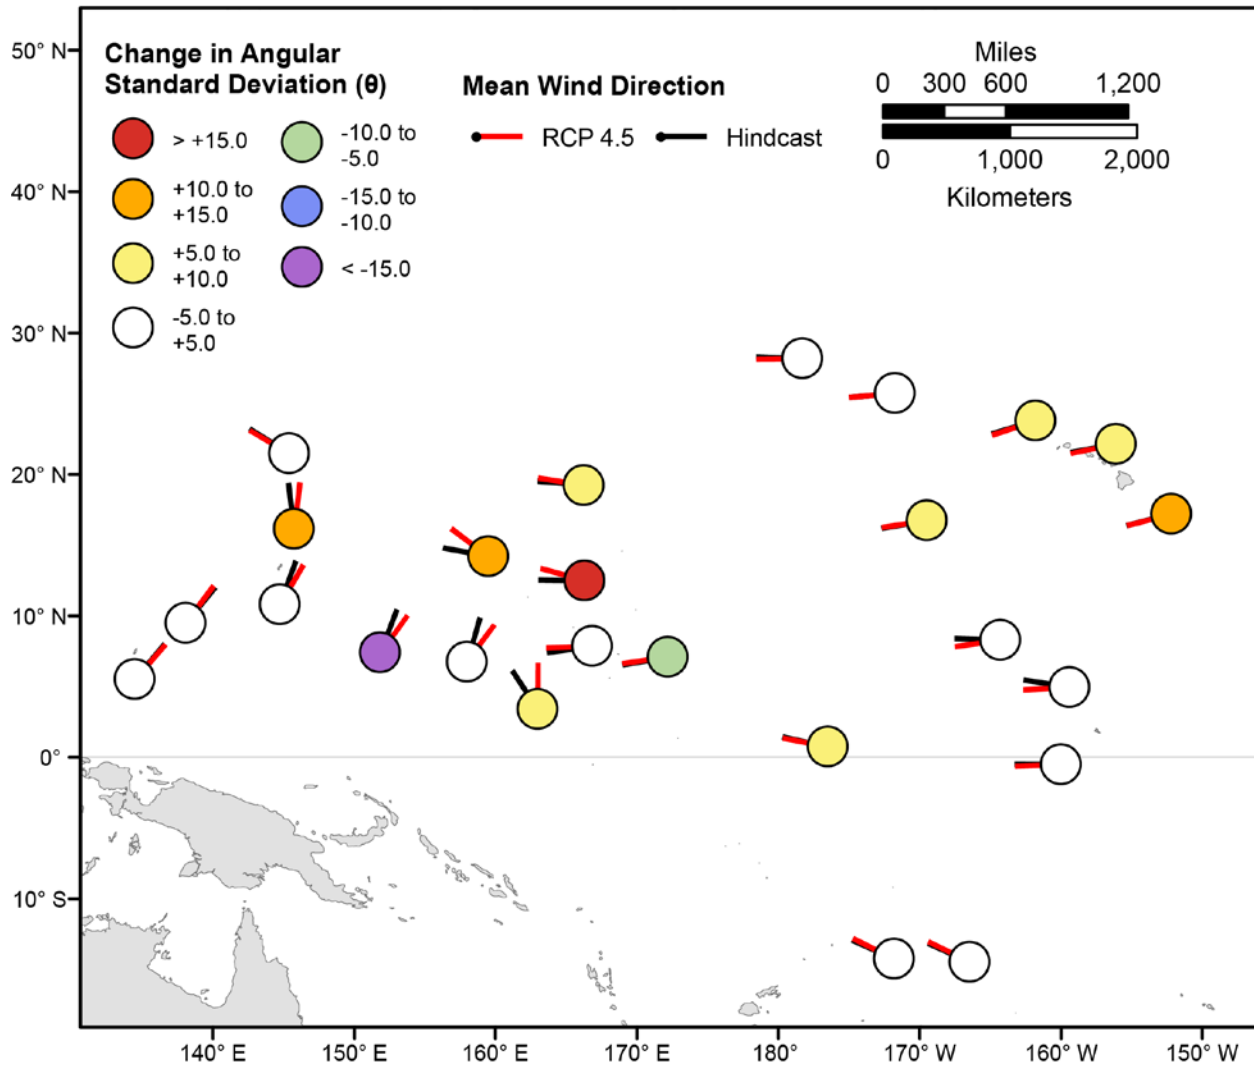 Change in Angular
Standard Deviation (θ)
> +15.0
+10.0 to
+15.0
+5.0 to
+10.0
-5.0 to
+5.0
-10.0 to
-5.0
-15.0 to
-10.0
< -15.0
Mean Wind Direction
RCP 4.5
Hindcast
Miles
0 300 600 1,200
0 1,000 2,000
Kilometers
50° N
40° N
30° N
20° N
10° N
0°
10° S
140° E 150° E 160° E 170° E 180° 170° W 160° W 150° W